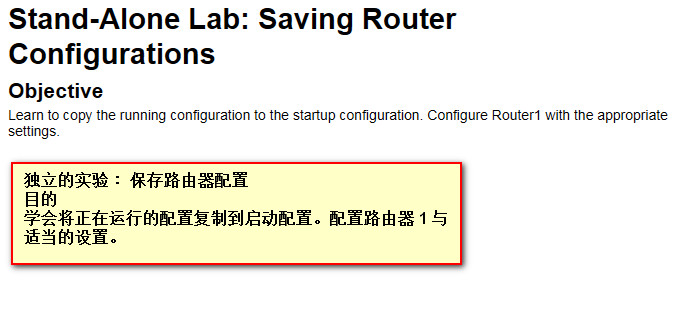 Stand-Alone Lab: Saving Router
Configurations
Objective
Learn to copy the running configuration to the startup configuration. Configure Router1 with the appropriate
settings.
独立的实验： 保存路由器配置
目的
学会将正在运行的配置复制到启动配置。配置路由器 1 与
适当的设置。